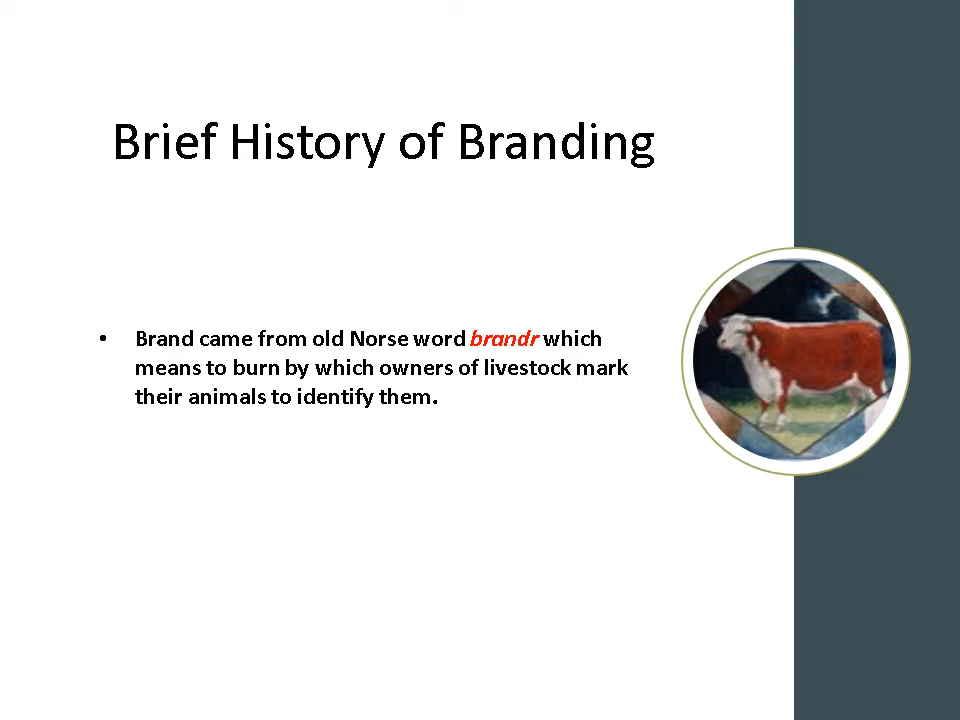 Brief History of Branding
• Brand came from old Norse word brandr which
means to burn by which owners of livestock mark
their animals to identify them.